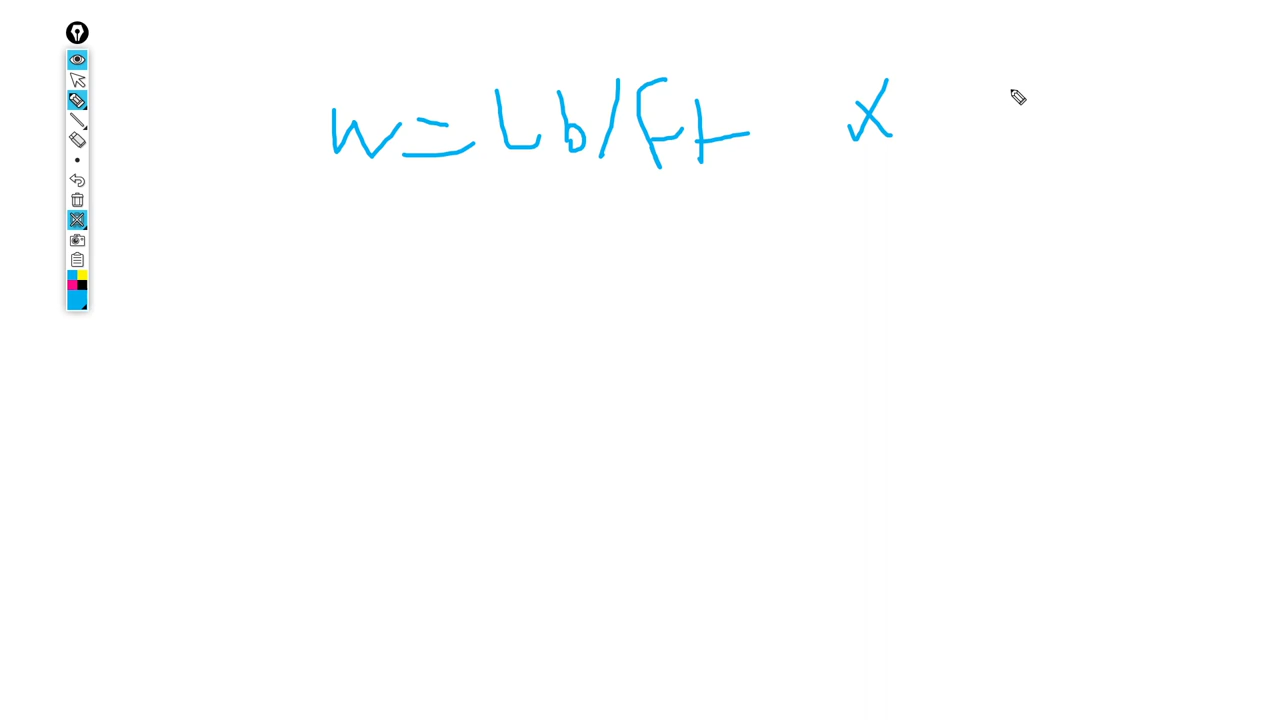 W = Lb/Ft x